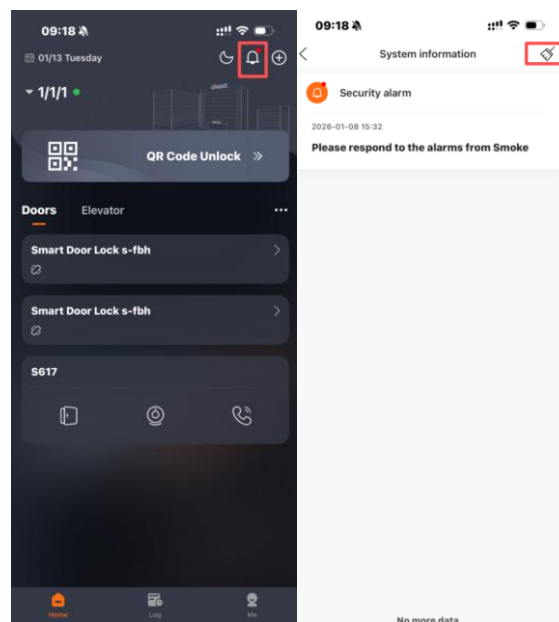 09:18
01/13 Tuesday
1/1/1
QR Code Unlock
Doors Elevator
Smart Door Lock s-fbh
Smart Door Lock s-fbh
S617
Home Log Me
09:18
System information
Security alarm
2026-01-08 15:32
Please respond to the alarms from Smoke
No more data